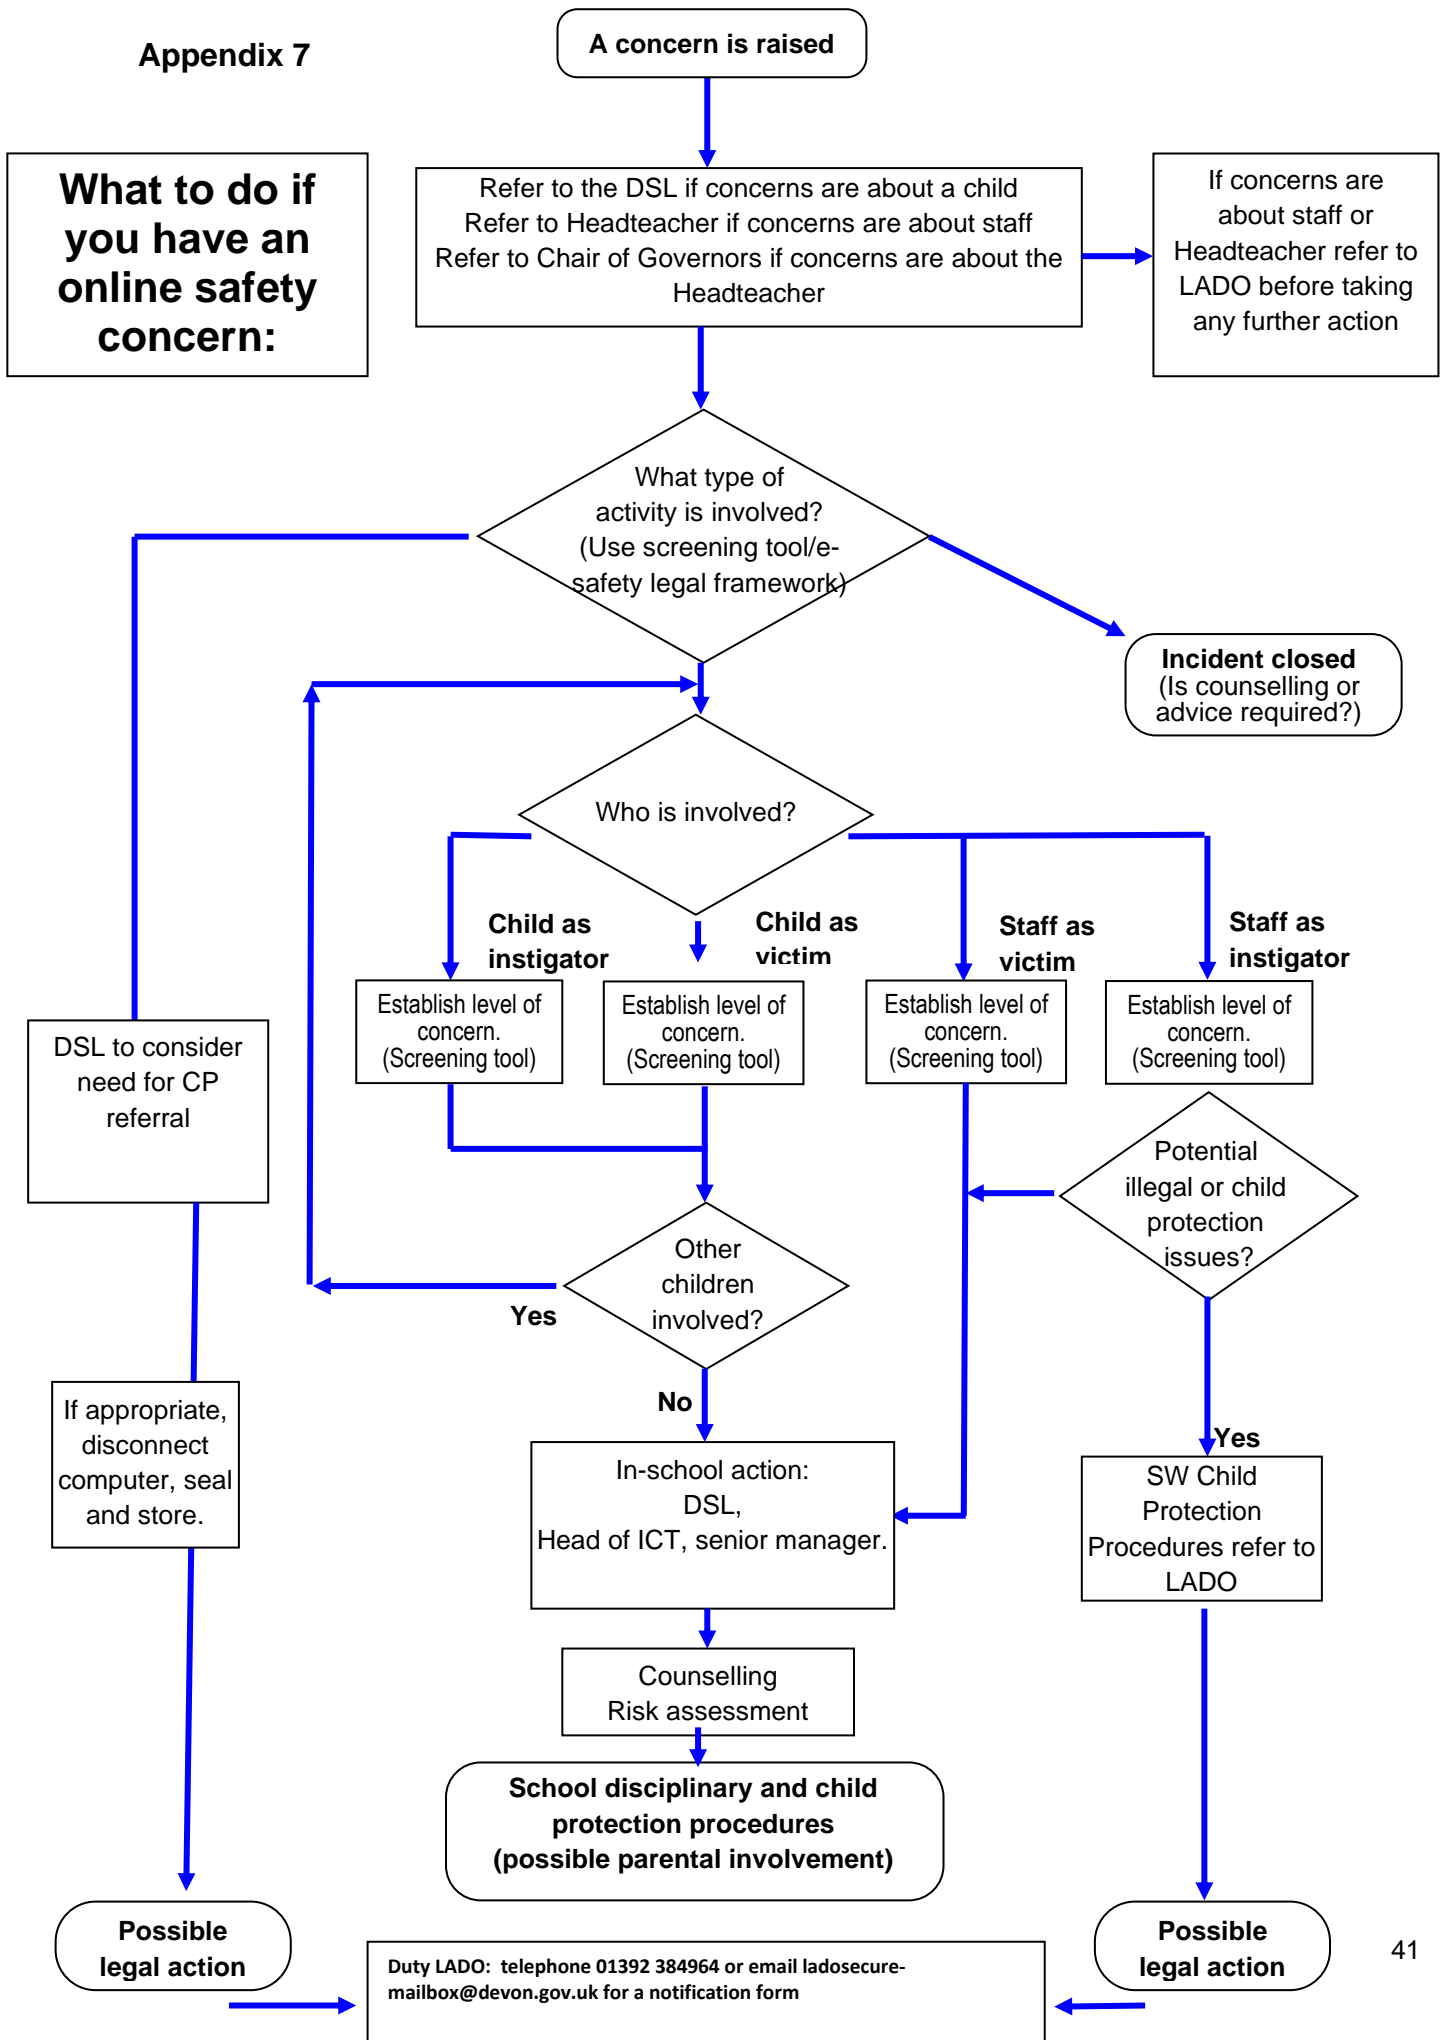 Appendix 7
A concern is raised
What to do if
you have an
online safety
concern:
Refer to the DSL if concerns are about a child
Refer to Headteacher if concerns are about staff
Refer to Chair of Governors if concerns are about the
Headteacher
If concerns are
about staff or
Headteacher refer to
LADO before taking
any further action
What type of
activity is involved?
(Use screening tool/e-
safety legal framework)
Incident closed
(Is counselling or
advice required?)
Who is involved?
Child as
instigator
Child as
victim
Staff as
victim
Staff as
instigator
Establish level of
concern.
(Screening tool)
Establish level of
concern.
(Screening tool)
Establish level of
concern.
(Screening tool)
Establish level of
concern.
(Screening tool)
DSL to consider
need for CP
referral
Potential
illegal or child
protection
issues?
Other
children
involved?
Yes
No
If appropriate,
disconnect
computer, seal
and store.
In-school action:
DSL,
Head of ICT, senior manager.
Yes
SW Child
Protection
Procedures refer to
LADO
Counselling
Risk assessment
School disciplinary and child
protection procedures
(possible parental involvement)
Possible
legal action
Possible
legal action
Duty LADO: telephone 01392 384964 or email ladosecure-
mailbox@devon.gov.uk for a notification form
41